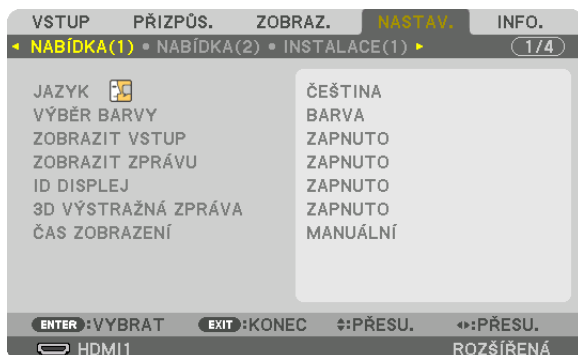 VSTUP PŘIZPŮS. ZOBRAZ. NASTAV. INFO.
NABÍDKA(1) • NABÍDKA(2) • INSTALACE(1) 1/4
JAZYK ČEŠTINA
VÝBĚR BARVY BARVA
ZOBRAZIT VSTUP ZAPNUTO
ZOBRAZIT ZPRÁVU ZAPNUTO
ID DISPLEJ ZAPNUTO
3D VÝSTRAŽNÁ ZPRÁVA ZAPNUTO
ČAS ZOBRAZENÍ MANUÁLNÍ
ENTER:VYBRAT EXIT:KONEC :PŘESU. :PŘESU.
HDMI1 ROZŠÍŘENÁ